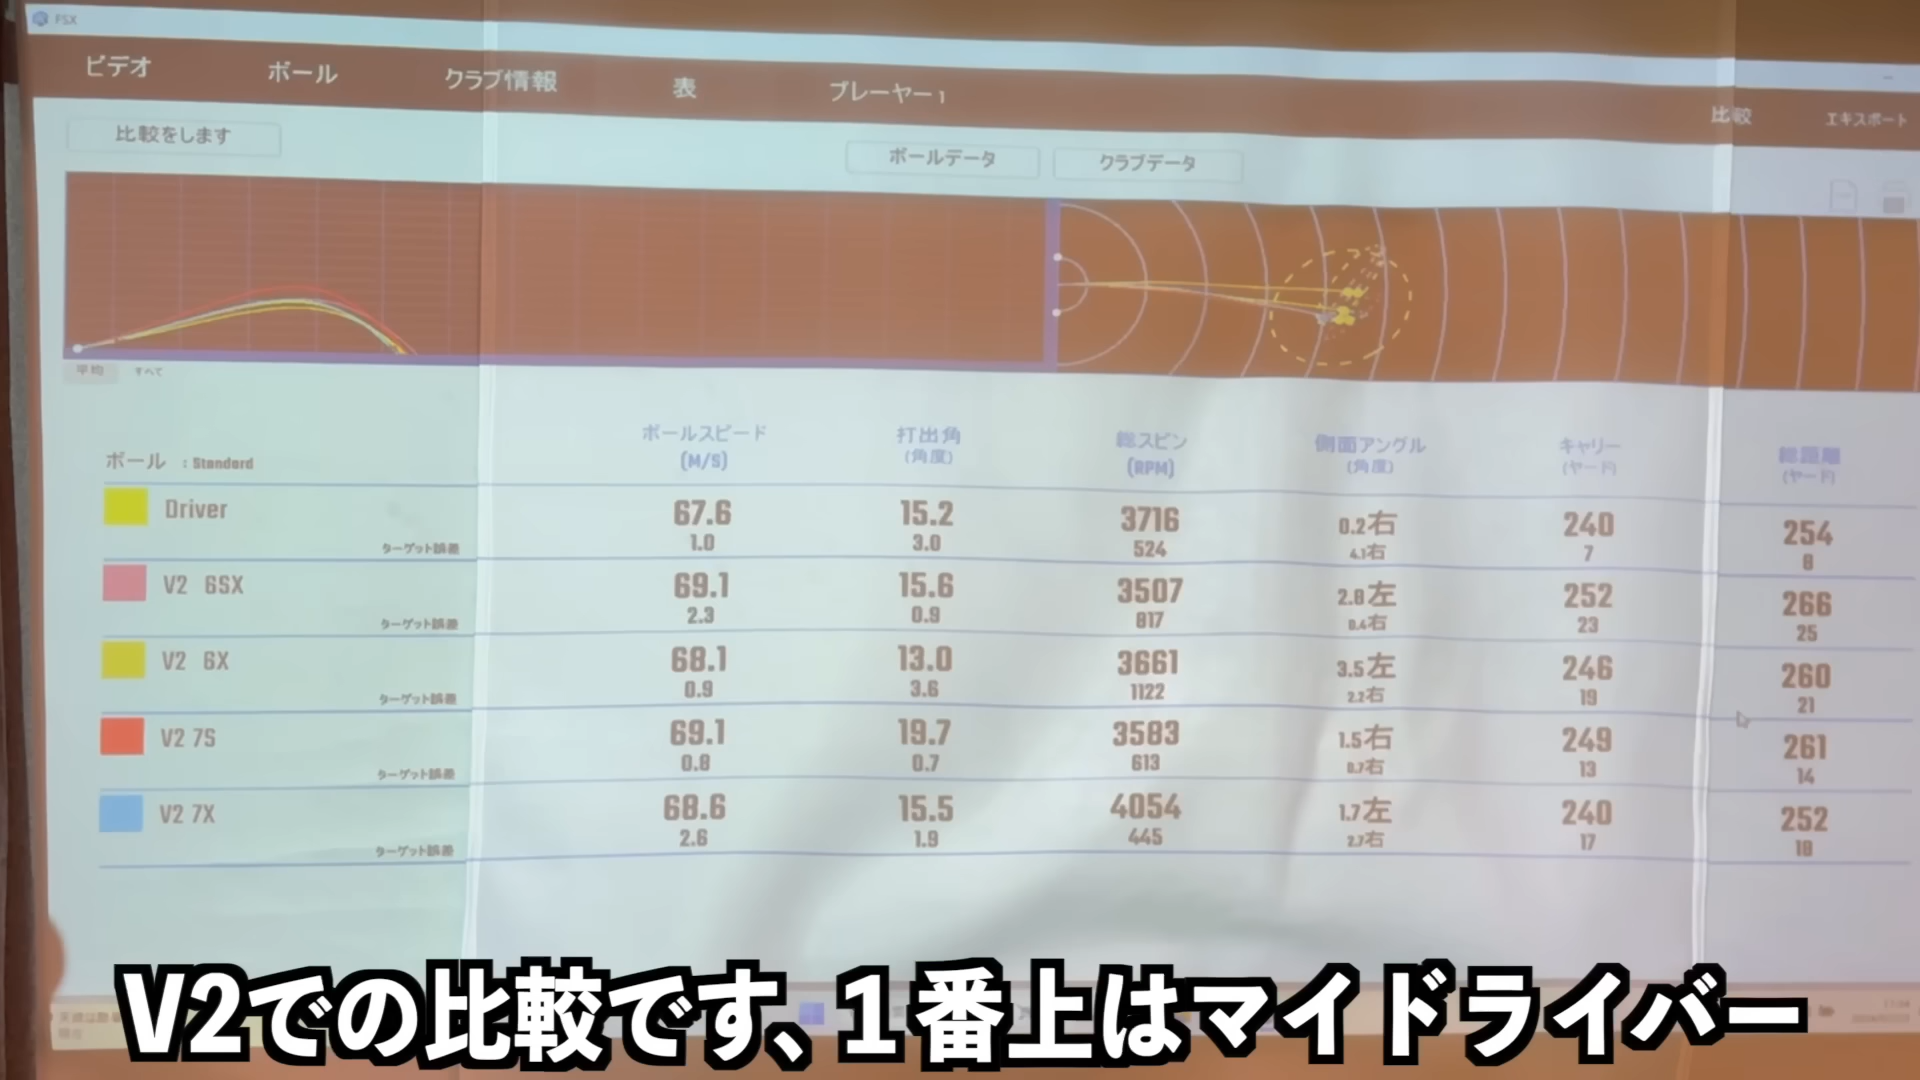 FSX
ビデオ ボール クラブ情報 表 プレーヤー 1 比較 エキスポート
比較をします
ボールデータ クラブデータ
平均 すべて
ボール : Standard ボールスピード (M/S) 打出角 (角度) 総スピン (RPM) 側面アングル (角度) キャリー (ヤード) 総距離 (ヤード)
Driver 67.6 15.2 3716 0.2右 240 254
ターゲット誤差 1.0 3.0 524 4.1右 7 8
V2 6SX 69.1 15.6 3507 2.8左 252 266
ターゲット誤差 2.3 0.9 817 0.4右 23 25
V2 6X 68.1 13.0 3661 3.5左 246 260
ターゲット誤差 0.9 3.6 1122 2.2右 19 21
V2 7S 69.1 19.7 3583 1.5右 249 261
ターゲット誤差 0.8 0.7 613 0.7右 13 14
V2 7X 68.6 15.5 4054 1.7左 240 252
ターゲット誤差 2.6 1.9 445 2.7右 17 18
V2での比較です、1番上はマイドライバー